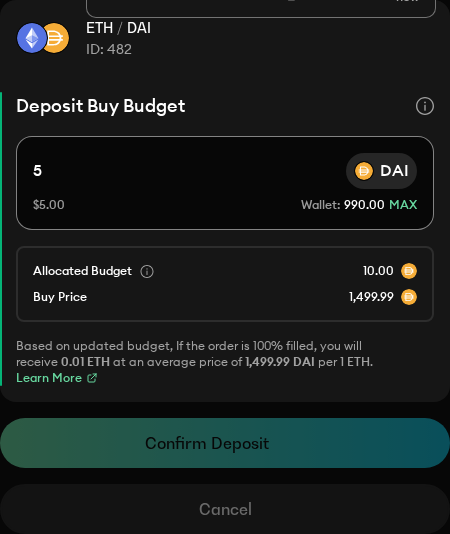 ETH / DAI
ID: 482
Deposit Buy Budget
5
DAI
$5.00
Wallet: 990.00 MAX
Allocated Budget
10.00
Buy Price
1,499.99
Based on updated budget, If the order is 100% filled, you will
receive 0.01 ETH at an average price of 1,499.99 DAI per 1 ETH.
Learn More
Confirm Deposit
Cancel